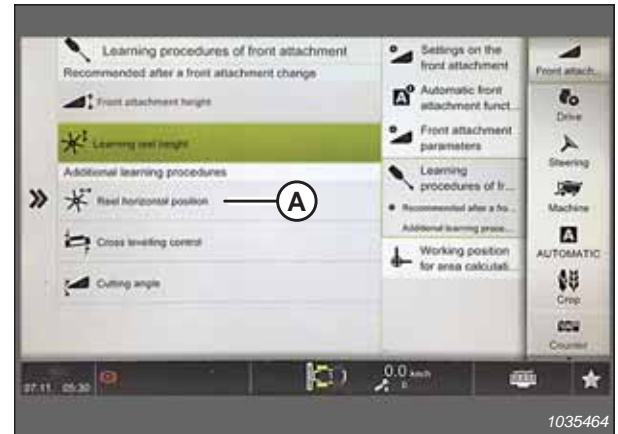 Learning procedures of front attachment
Recommended after a front attachment change
Front attachment height
Learning reel height
Additional learning procedures
Reel horizontal position
A
Cross levelling control
Cutting angle
Settings on the
front attachment
Automatic front
attachment funct...
Front attachment
parameters
Learning
procedures of fr...
Recommended after a fro...
Additional learning proce...
Working position
for area calculati...
Front attach...
Drive
Steering
Machine
A
AUTOMATIC
Crop
Counter
07:11 05:30
0.0 km/h
0
1035464